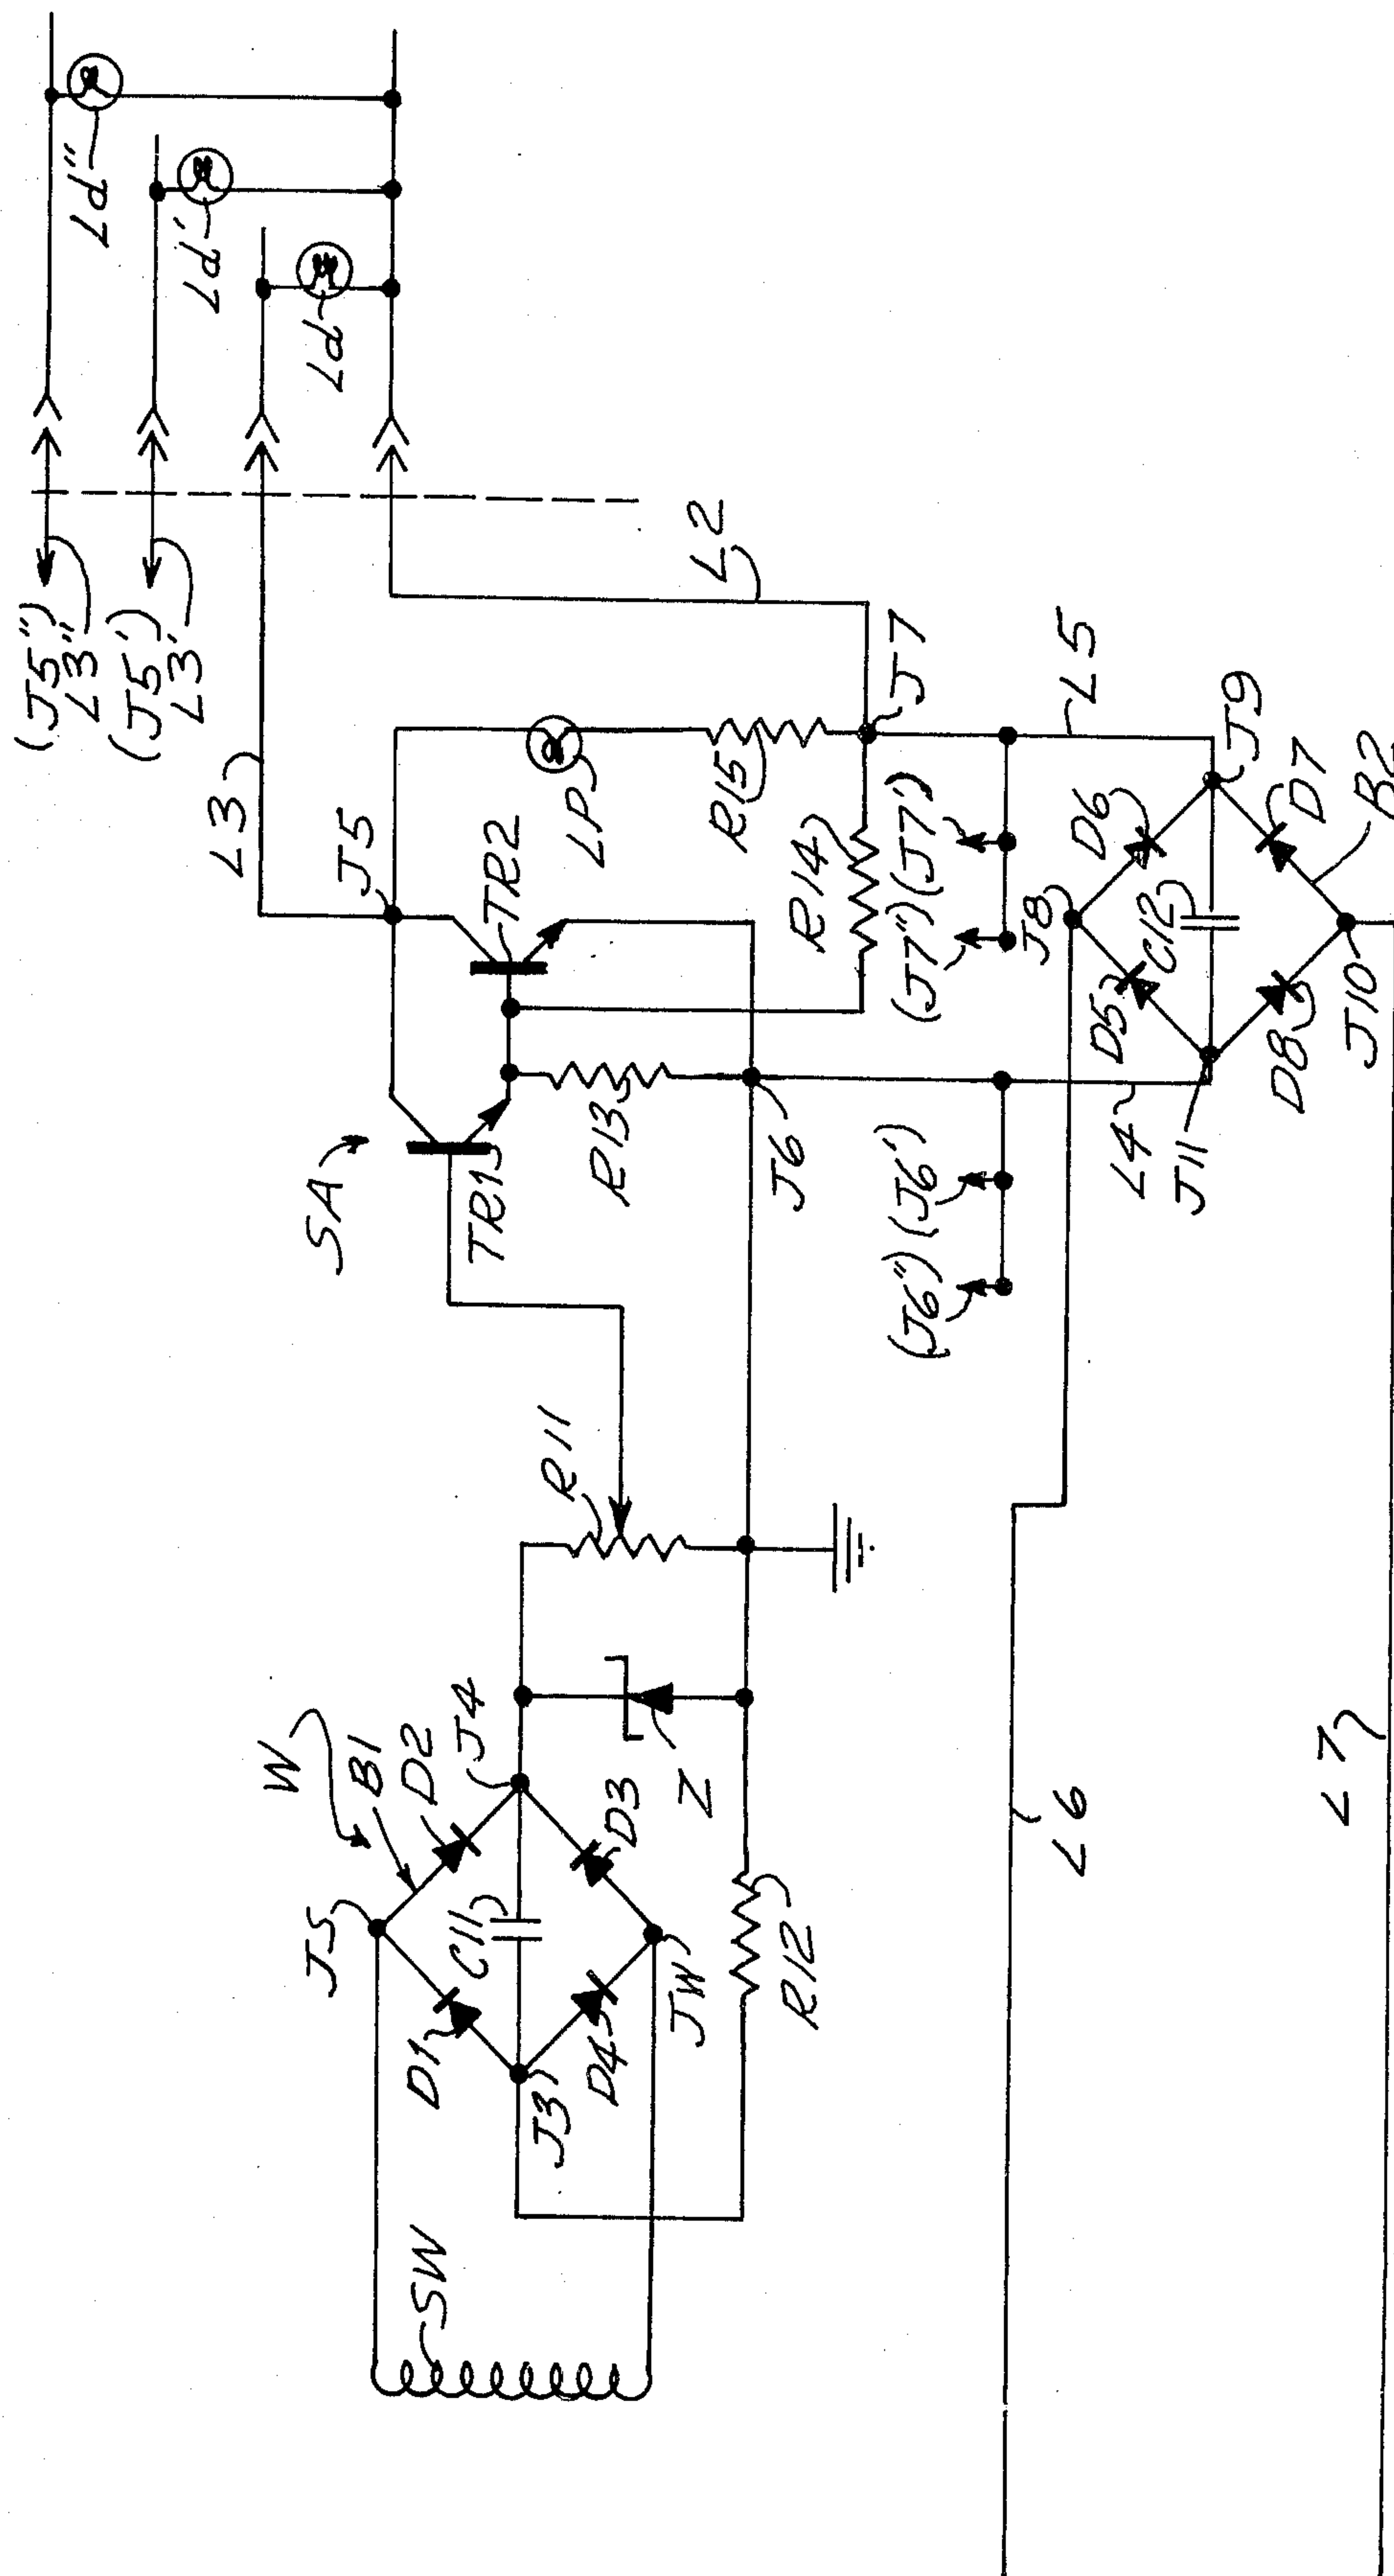 (J5")
L3"
(J5')
L3'
Ld"
Ld'
Ld
L3
L2
J5
TR2
LP
R15
J7
L5
R14
(J7")(J7')
J8
D6
J9
D7
B2
D5
C12
D8
J10
J11
L4
SA
TR1
R13
J6
(J6")(J6')
R11
W
B1
D2
J4
Z
D3
JS
C11
D1
J3
D4
JW
R12
SW
L6
L7